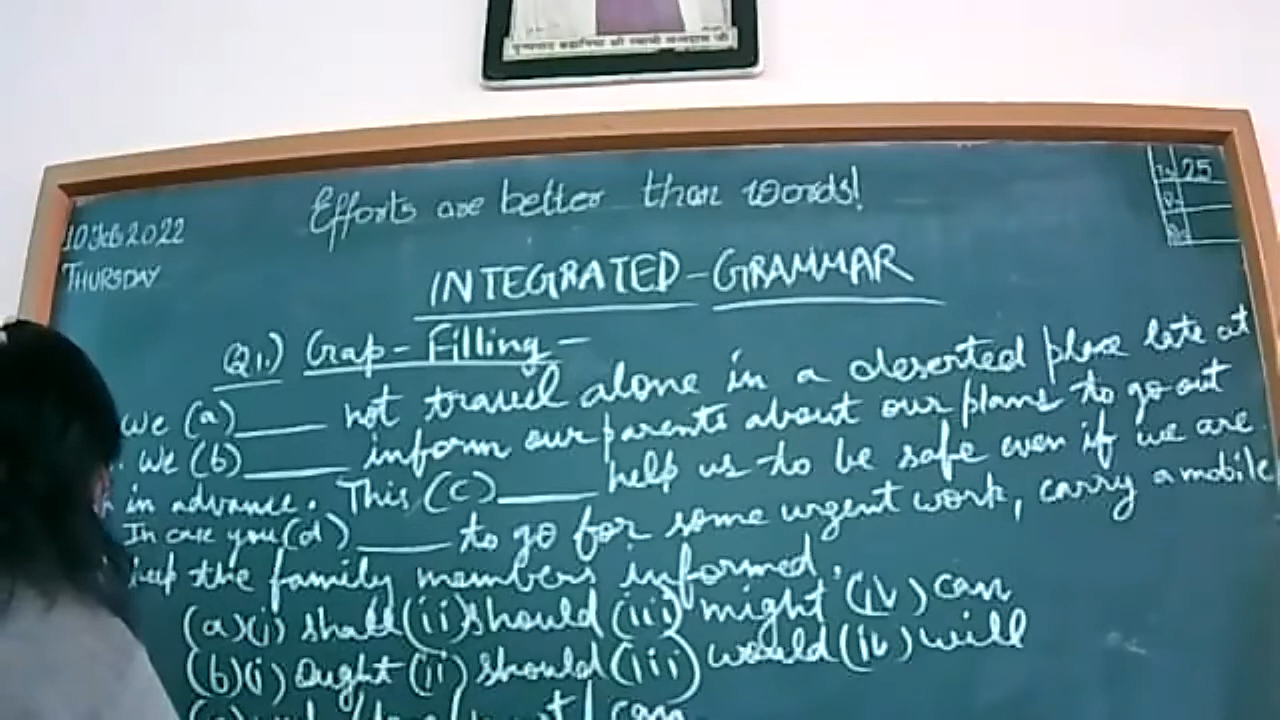 Efforts are better than words!
25
10 Feb 2022
THURSDAY
INTEGRATED-GRAMMAR
Q1.) Gap-Filling -
We (a)____ not travel alone in a deserted place late at
We (b)____ inform our parents about our plans to go out
in advance. This (c)____ help us to be safe even if we are
In case you (d)____ to go for some urgent work, carry a mobile
the family members informed.
(a)(i) shall (ii) should (iii) might (iv) can
(b)(i) Ought (ii) should (iii) would (iv) will
can